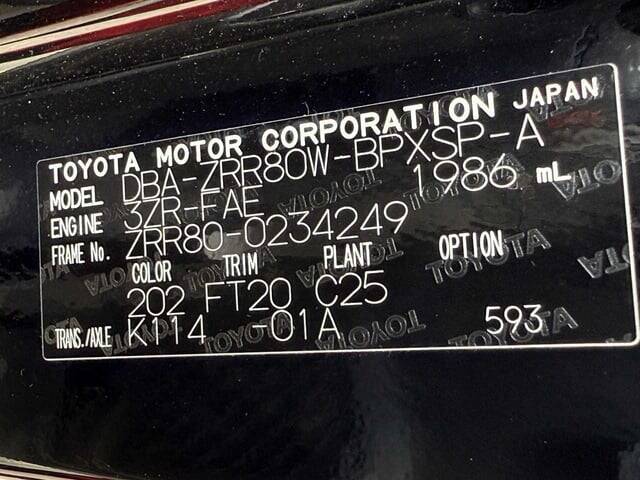 TOYOTA MOTOR CORPORATION JAPAN
MODEL DBA-ZRR80W-BPXSP-A
ENGINE 3ZR-FAE 1986 mL
FRAME No. ZRR80-0234249
COLOR TRIM PLANT OPTION
202 FT20 C25
TRANS./AXLE K114 -01A 593